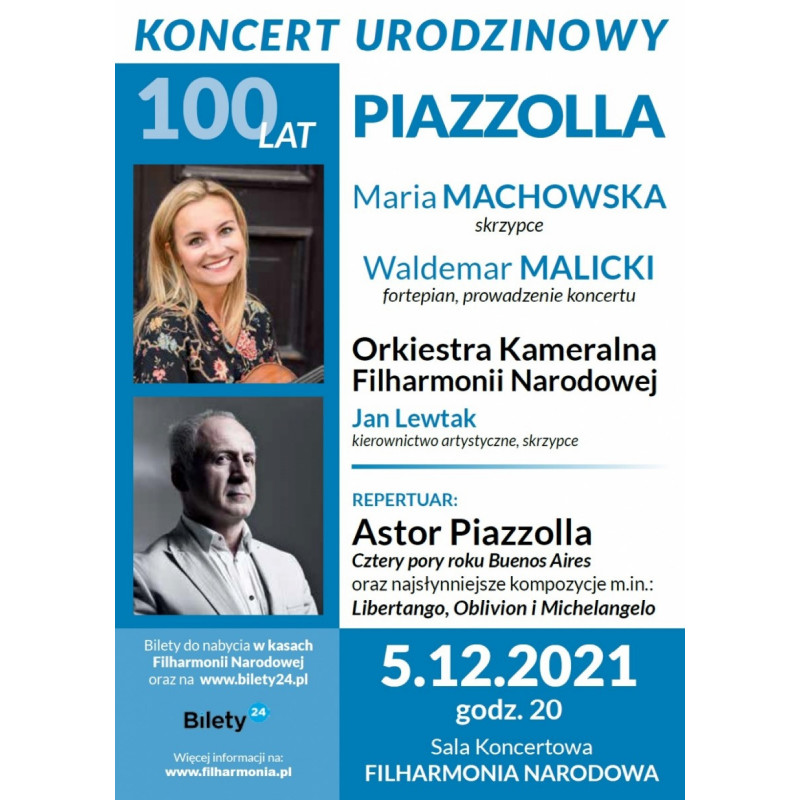 KONCERT URODZINOWY
100 LAT
PIAZZOLLA
Maria MACHOWSKA
skrzypce
Waldemar MALICKI
fortepian, prowadzenie koncertu
Orkiestra Kameralna
Filharmonii Narodowej
Jan Lewtak
kierownictwo artystyczne, skrzypce
REPERTUAR:
Astor Piazzolla
Cztery pory roku Buenos Aires
oraz najsłynniejsze kompozycje m.in.:
Libertango, Oblivion i Michelangelo
Bilety do nabycia w kasach
Filharmonii Narodowej
oraz na www.bilety24.pl
Bilety 24
Więcej informacji na:
www.filharmonia.pl
5.12.2021
godz. 20
Sala Koncertowa
FILHARMONIA NARODOWA